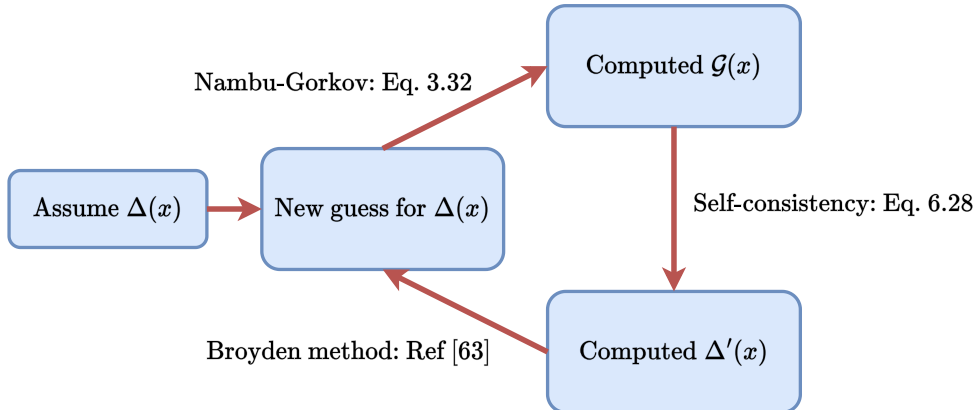 Computed 𝒢(x)
Nambu-Gorkov: Eq. 3.32
Assume Δ(x)
New guess for Δ(x)
Self-consistency: Eq. 6.28
Broyden method: Ref [63]
Computed Δ′(x)